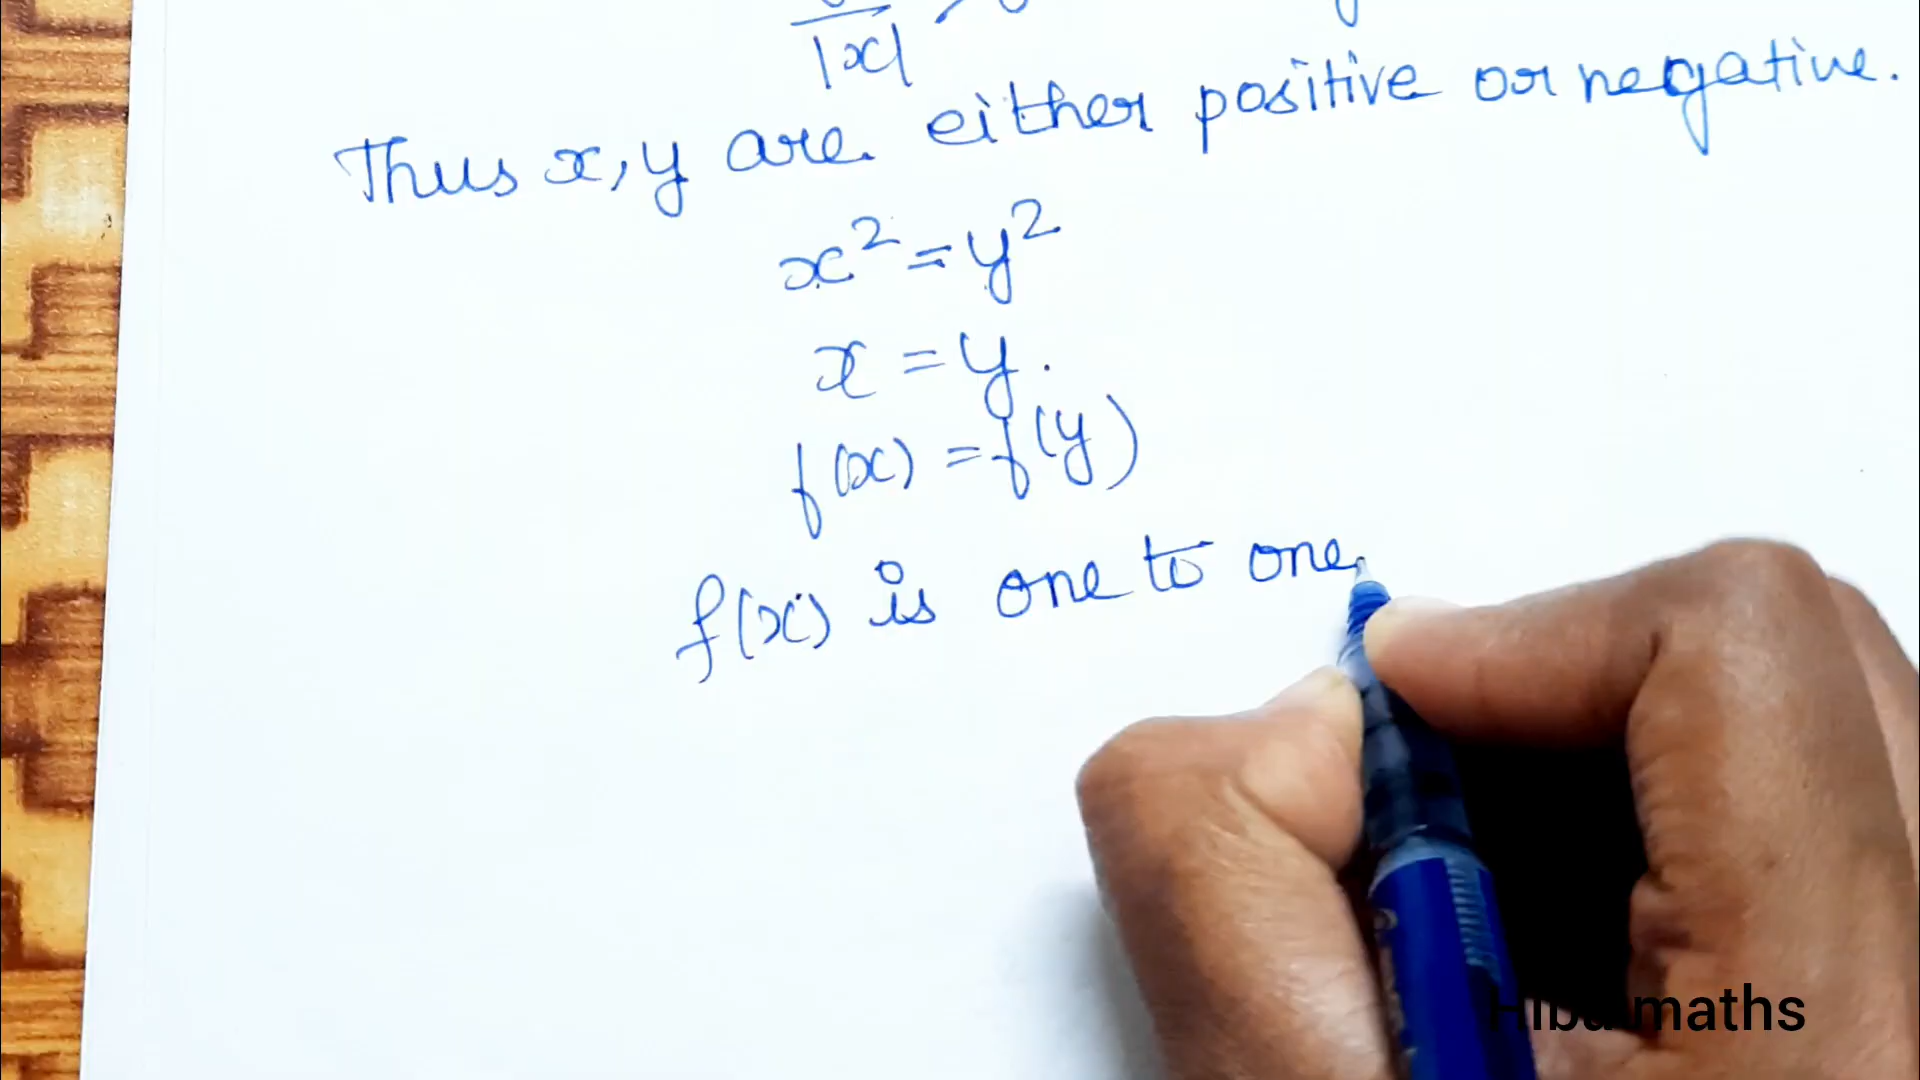 |x|
Thus x, y are either positive or negative.
x² = y²
x = y.
f(x) = f(y)
f(x) is one to one
maths